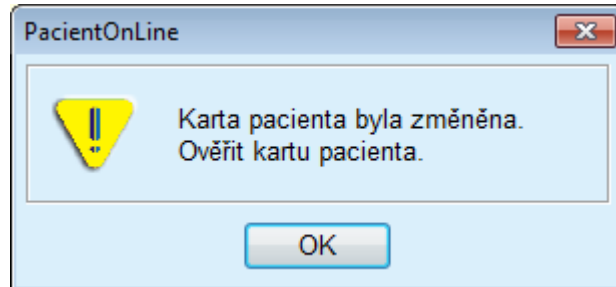 PacientOnLine
Karta pacienta byla změněna.
Ověřit kartu pacienta.
OK